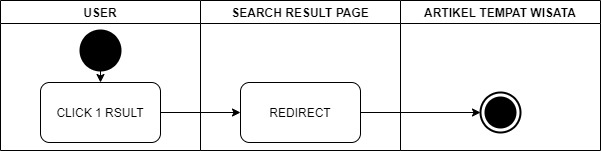 USER
SEARCH RESULT PAGE
ARTIKEL TEMPAT WISATA
CLICK 1 RSULT
REDIRECT